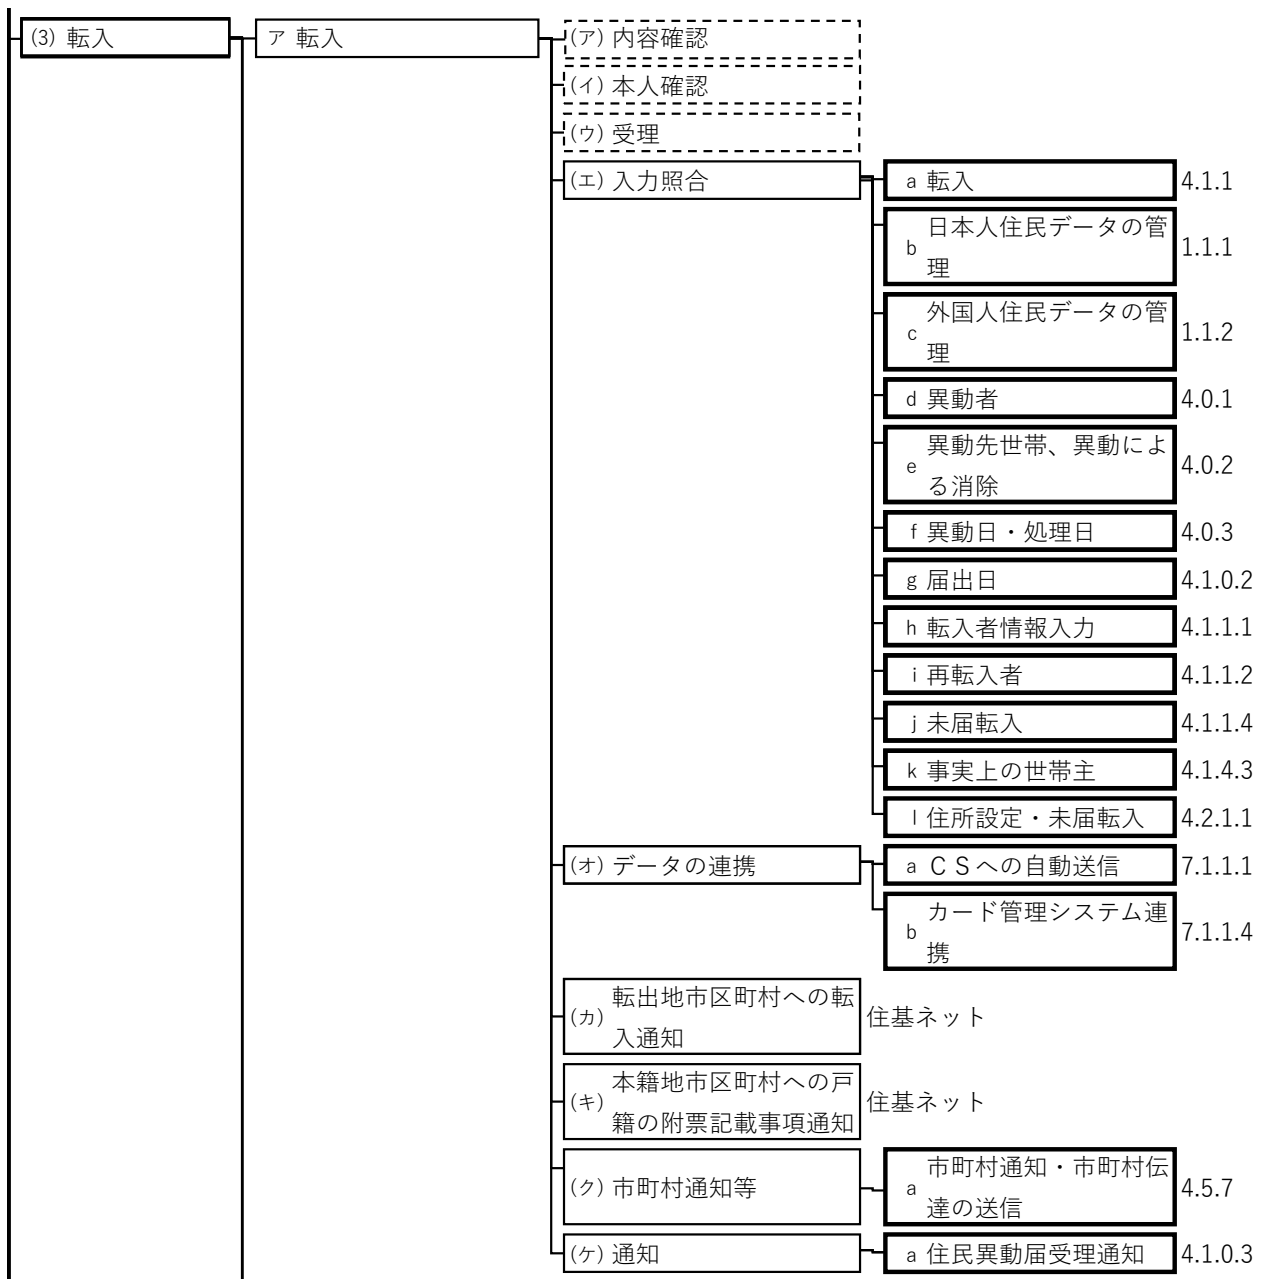 (3) 転入 ア 転入 (ア) 内容確認
(イ) 本人確認
(ウ) 受理
(エ) 入力照合 a 転入 4.1.1
b 日本人住民データの管
理 1.1.1
c 外国人住民データの管
理 1.1.2
d 異動者 4.0.1
e 異動先世帯、異動によ
る消除 4.0.2
f 異動日・処理日 4.0.3
g 届出日 4.1.0.2
h 転入者情報入力 4.1.1.1
i 再転入者 4.1.1.2
j 未届転入 4.1.1.4
k 事実上の世帯主 4.1.4.3
l 住所設定・未届転入 4.2.1.1
(オ) データの連携 a ＣＳへの自動送信 7.1.1.1
b カード管理システム連
携 7.1.1.4
(カ) 転出地市区町村への転
入通知 住基ネット
(キ) 本籍地市区町村への戸
籍の附票記載事項通知 住基ネット
(ク) 市町村通知等 a 市町村通知・市町村伝
達の送信 4.5.7
(ケ) 通知 a 住民異動届受理通知 4.1.0.3